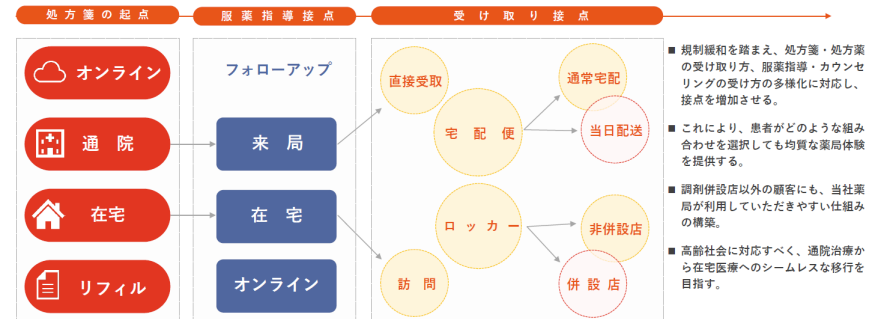 処方箋の起点
服薬指導接点
受け取り接点
オンライン
通院
在宅
リフィル
フォローアップ
来局
在宅
オンライン
直接受取
宅配便
通常宅配
当日配送
ロッカー
非併設店
併設店
訪問
■ 規制緩和を踏まえ、処方箋・処方薬
の受け取り方、服薬指導・カウンセ
リングの受け方の多様化に対応し、
接点を増加させる。
■ これにより、患者がどのような組み
合わせを選択しても均質な薬局体験
を提供する。
■ 調剤併設店以外の顧客にも、当社薬
局が利用していただきやすい仕組み
の構築。
■ 高齢社会に対応すべく、通院治療か
ら在宅医療へのシームレスな移行を
目指す。